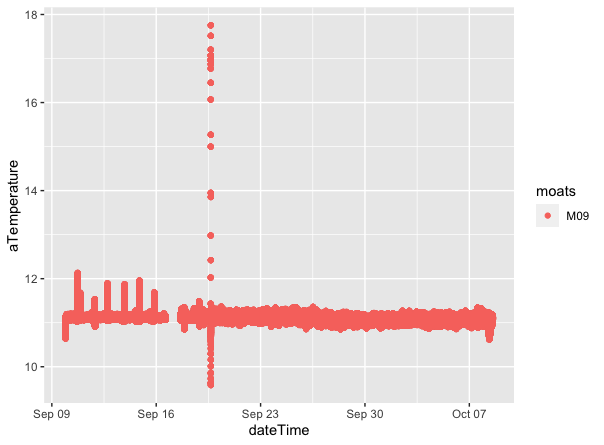 18
16
14
12
10
aTemperature
Sep 09
Sep 16
Sep 23
Sep 30
Oct 07
dateTime
moats
M09